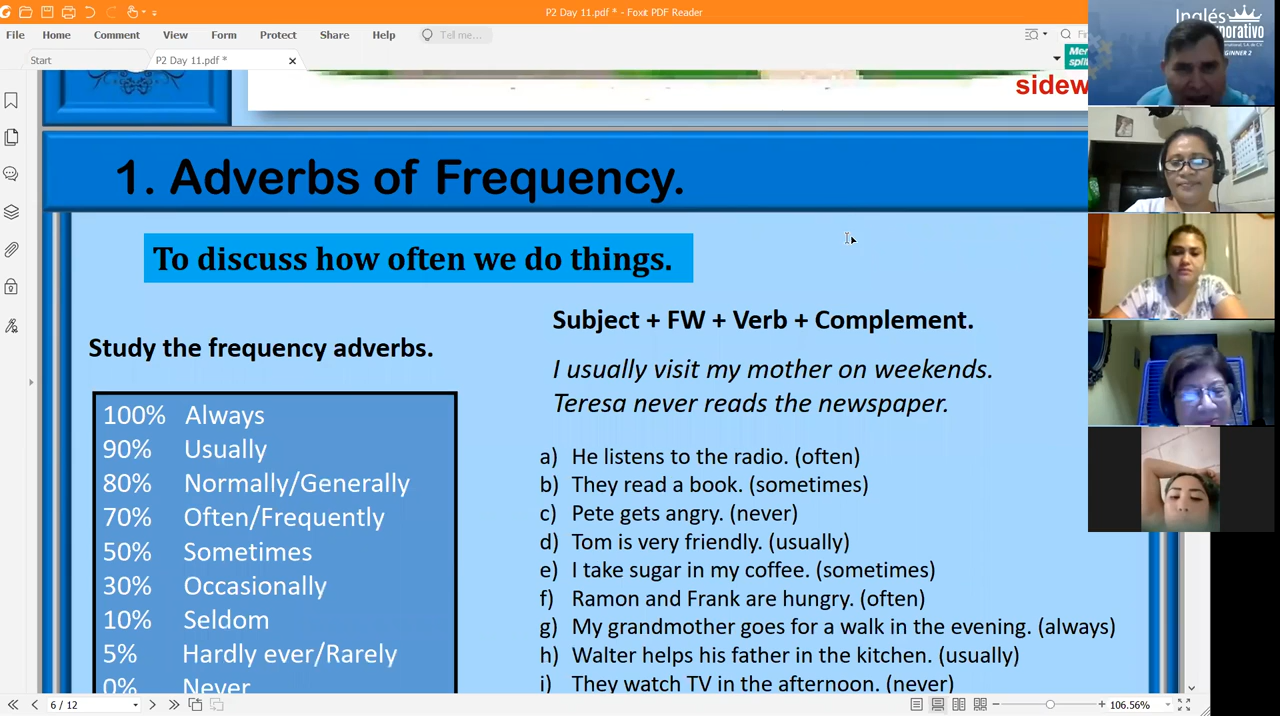 P2 Day 11.pdf * - Foxit PDF Reader
File Home Comment View Form Protect Share Help Tell me...
Start P2 Day 11.pdf *
sidew
1. Adverbs of Frequency.
To discuss how often we do things.
Subject + FW + Verb + Complement.
Study the frequency adverbs.
I usually visit my mother on weekends.
Teresa never reads the newspaper.
100% Always
90% Usually
80% Normally/Generally
70% Often/Frequently
50% Sometimes
30% Occasionally
10% Seldom
5% Hardly ever/Rarely
0% Never
a) He listens to the radio. (often)
b) They read a book. (sometimes)
c) Pete gets angry. (never)
d) Tom is very friendly. (usually)
e) I take sugar in my coffee. (sometimes)
f) Ramon and Frank are hungry. (often)
g) My grandmother goes for a walk in the evening. (always)
h) Walter helps his father in the kitchen. (usually)
i) They watch TV in the afternoon. (never)
6 / 12
106.56%
Inglés